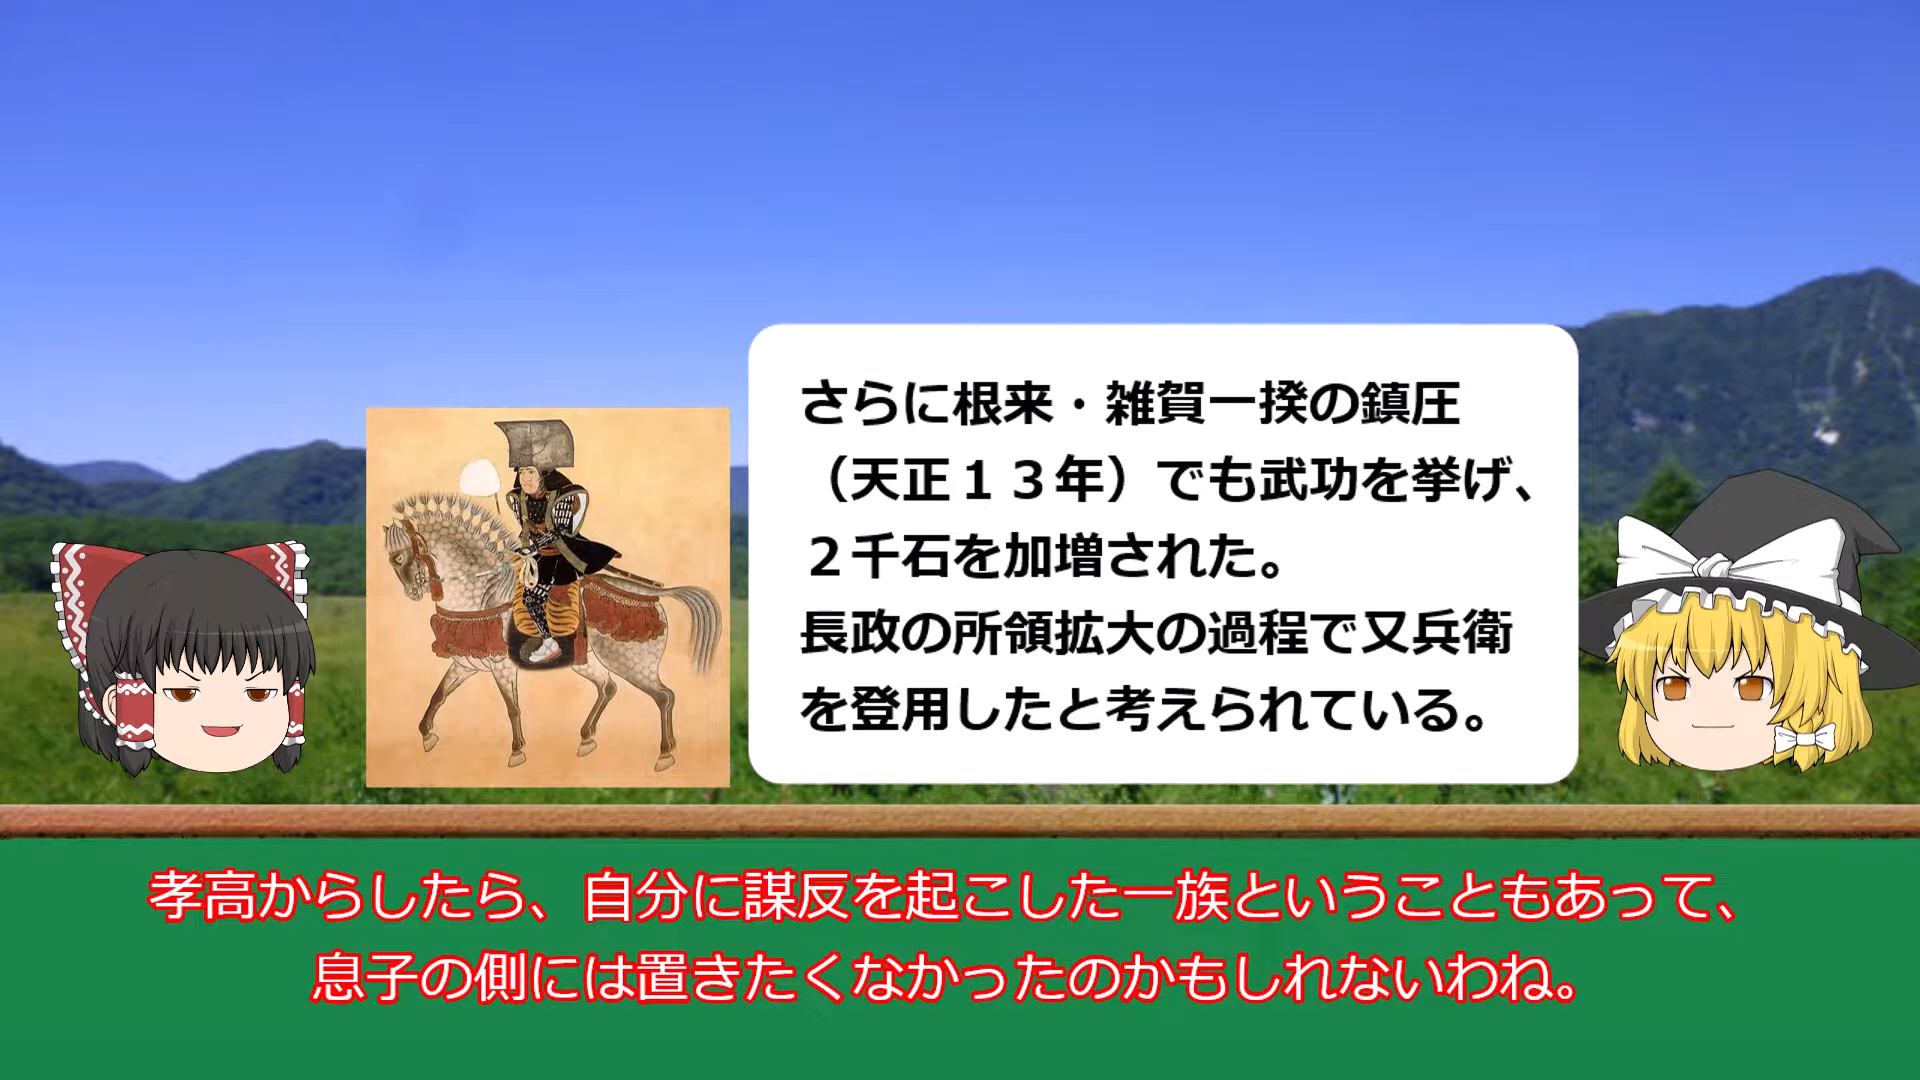 さらに根来・雑賀一揆の鎮圧
（天正１３年）でも武功を挙げ、
２千石を加増された。
長政の所領拡大の過程で又兵衛
を登用したと考えられている。
孝高からしたら、自分に謀反を起こした一族ということもあって、
息子の側には置きたくなかったのかもしれないわね。